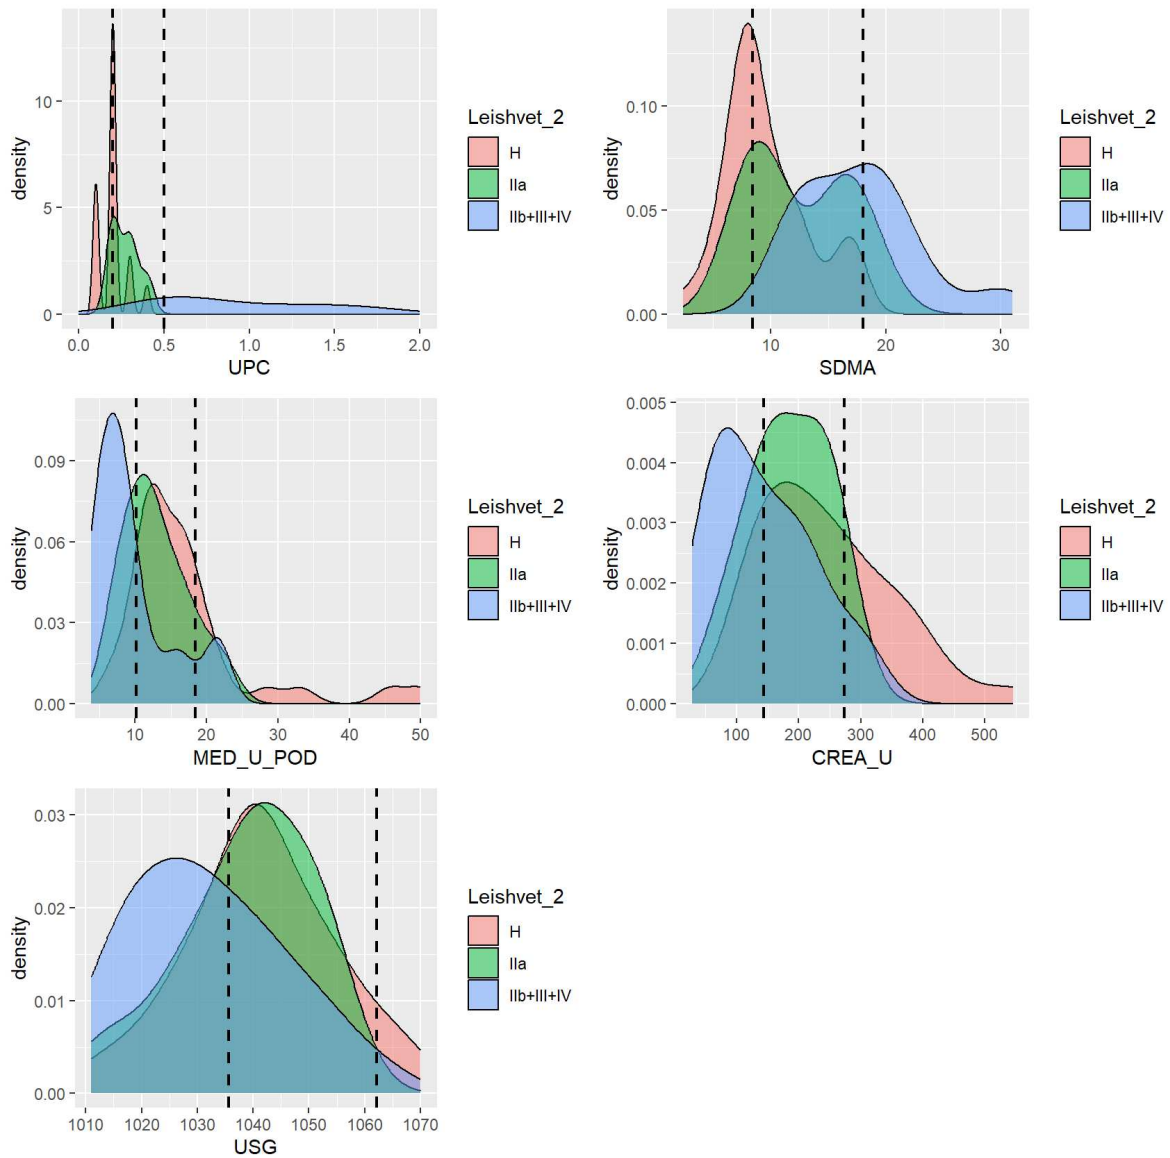 density
10
5
0
0.0
0.5
1.0
1.5
2.0
UPC
Leishvet_2
H
IIa
IIb+III+IV
density
0.10
0.05
0.00
10
20
30
SDMA
Leishvet_2
H
IIa
IIb+III+IV
density
0.09
0.06
0.03
0.00
10
20
30
40
50
MED_U_POD
Leishvet_2
H
IIa
IIb+III+IV
density
0.005
0.004
0.003
0.002
0.001
0.000
100
200
300
400
500
CREA_U
Leishvet_2
H
IIa
IIb+III+IV
density
0.03
0.02
0.01
0.00
1010
1020
1030
1040
1050
1060
1070
USG
Leishvet_2
H
IIa
IIb+III+IV